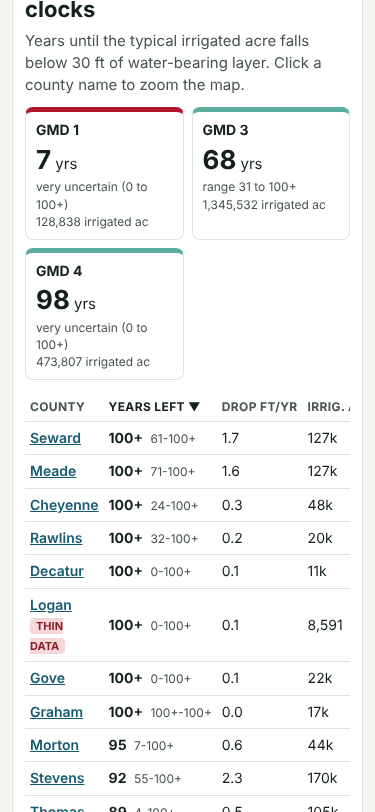 clocks
Years until the typical irrigated acre falls
below 30 ft of water-bearing layer. Click a
county name to zoom the map.
GMD 1
7 yrs
very uncertain (0 to
100+)
128,838 irrigated ac
GMD 3
68 yrs
range 31 to 100+
1,345,532 irrigated ac
GMD 4
98 yrs
very uncertain (0 to
100+)
473,807 irrigated ac
COUNTY YEARS LEFT ▼ DROP FT/YR IRRIG.
Seward 100+ 61-100+ 1.7 127k
Meade 100+ 71-100+ 1.6 127k
Cheyenne 100+ 24-100+ 0.3 48k
Rawlins 100+ 32-100+ 0.2 20k
Decatur 100+ 0-100+ 0.1 11k
Logan
THIN
DATA
100+ 0-100+ 0.1 8,591
Gove 100+ 0-100+ 0.1 22k
Graham 100+ 100+-100+ 0.0 17k
Morton 95 7-100+ 0.6 44k
Stevens 92 55-100+ 2.3 170k
Thomas 89 4-100+ 0.5 105k